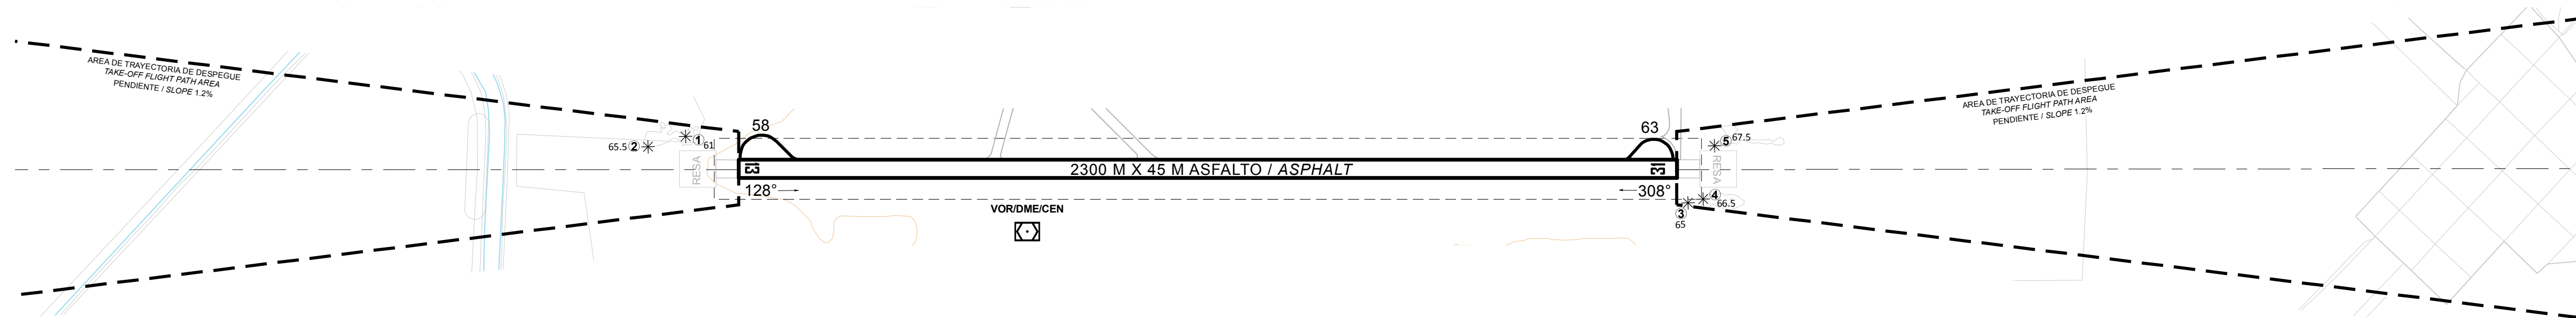 AREA DE TRAYECTORIA DE DESPEGUE
TAKE-OFF FLIGHT PATH AREA
PENDIENTE / SLOPE 1.2%
65.5 2
1
61
RESA
58
13
128°
2300 M X 45 M ASFALTO / ASPHALT
VOR/DME/CEN
63
31
308°
5 67.5
RESA
4
66.5
3
65
AREA DE TRAYECTORIA DE DESPEGUE
TAKE-OFF FLIGHT PATH AREA
PENDIENTE / SLOPE 1.2%